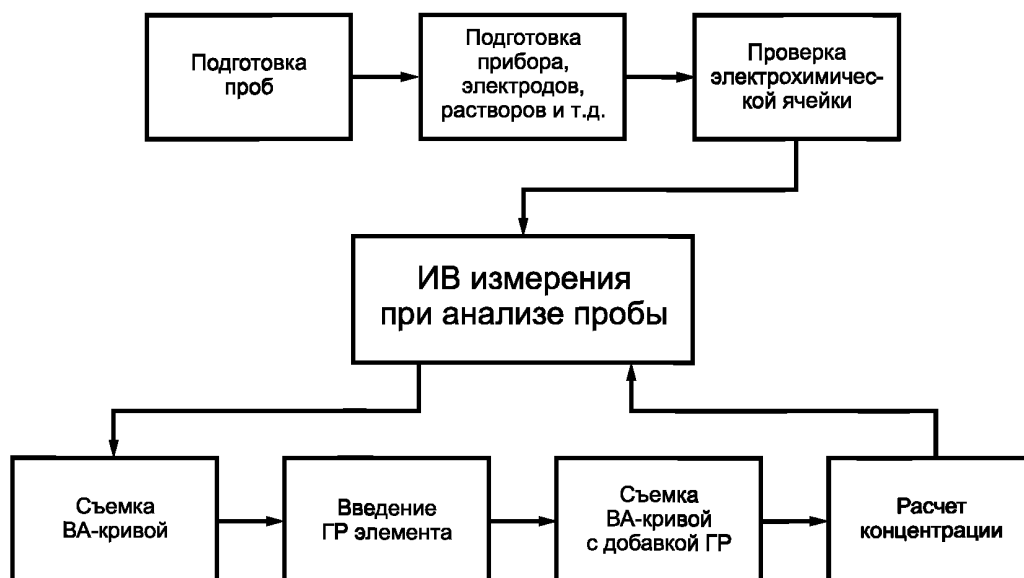 Подготовка
проб
Подготовка
прибора,
электродов,
растворов и т.д.
Проверка
электрохимичес-
кой ячейки
ИВ измерения
при анализе пробы
Съемка
ВА-кривой
Введение
ГР элемента
Съемка
ВА-кривой
с добавкой ГР
Расчет
концентрации